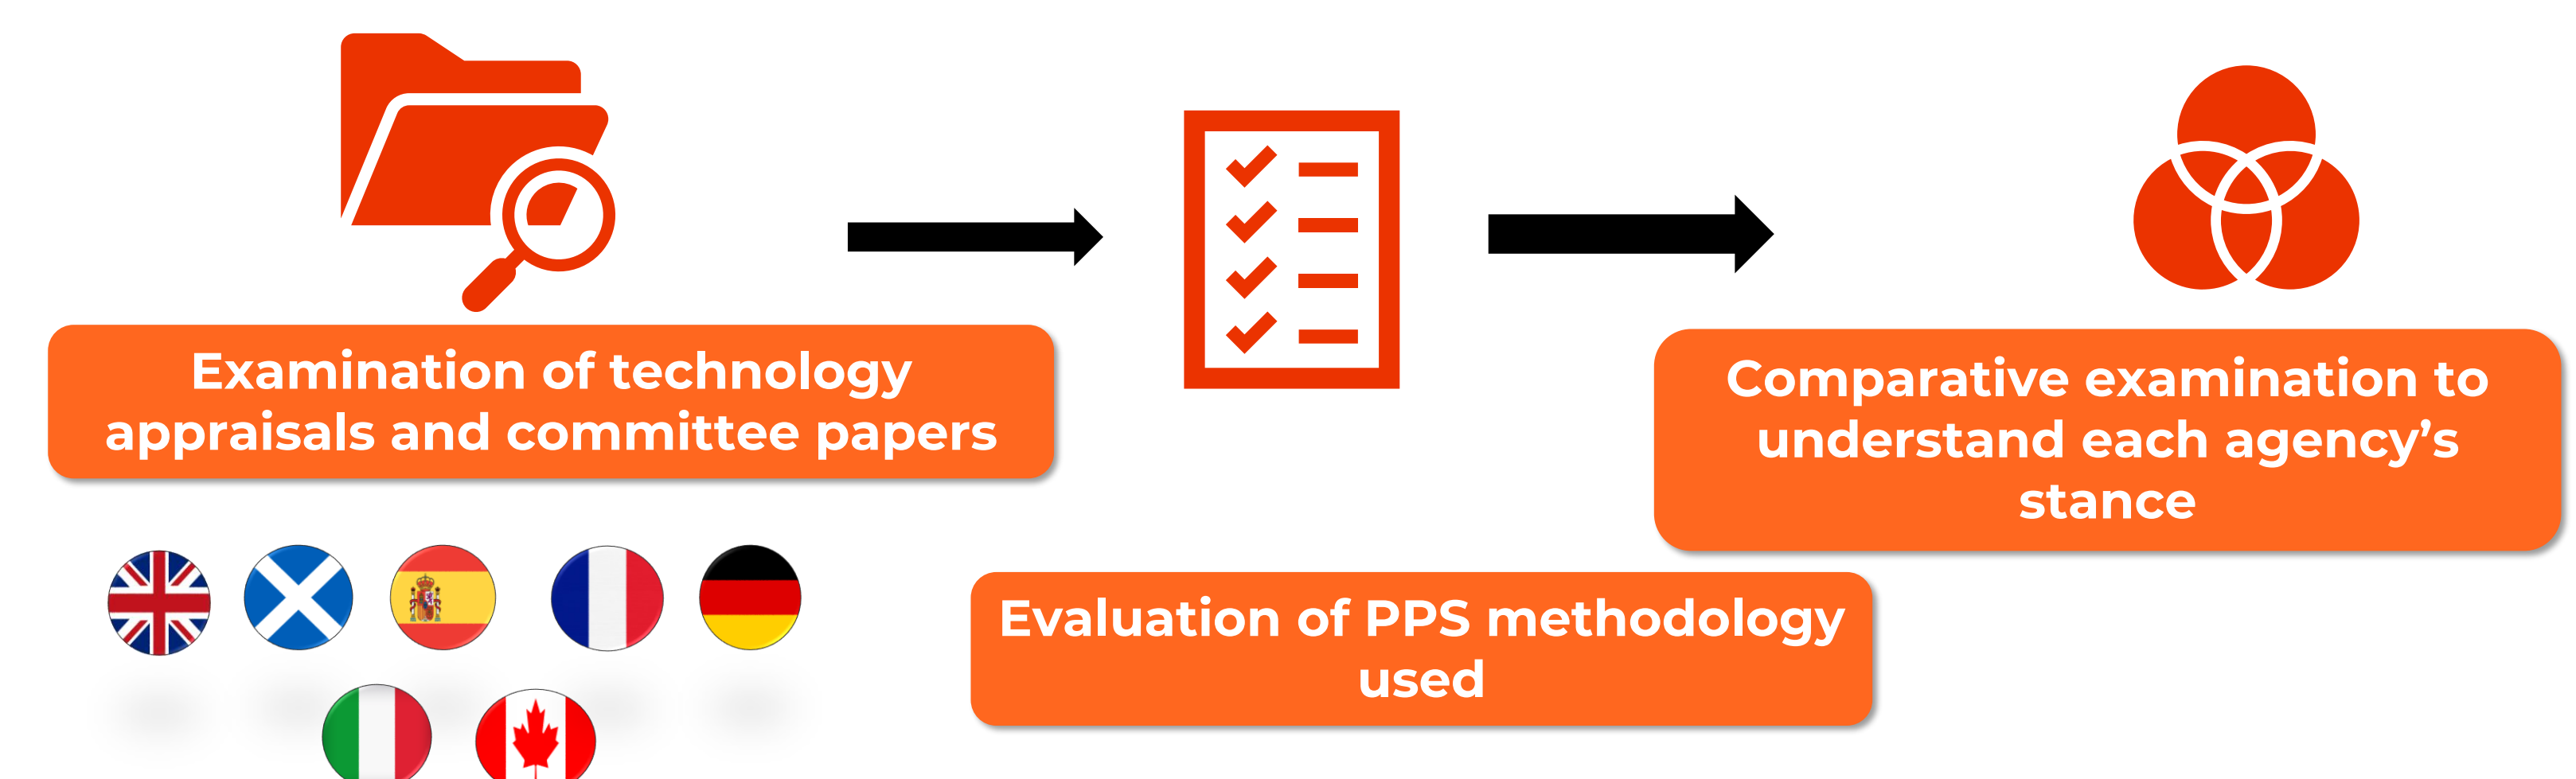 Examination of technology
appraisals and committee papers
Evaluation of PPS methodology
used
Comparative examination to
understand each agency’s
stance